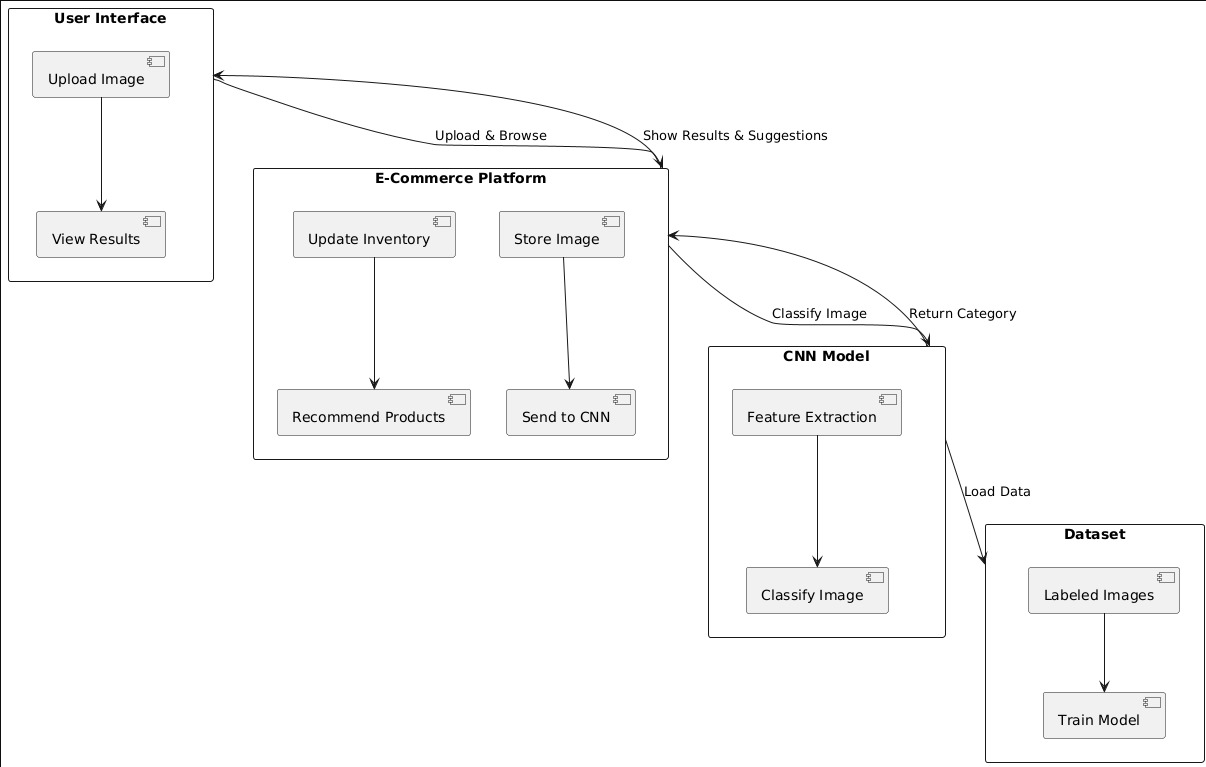 User Interface
Upload Image
View Results
Upload & Browse
Show Results & Suggestions
E-Commerce Platform
Update Inventory
Store Image
Recommend Products
Send to CNN
Classify Image
Return Category
CNN Model
Feature Extraction
Classify Image
Load Data
Dataset
Labeled Images
Train Model